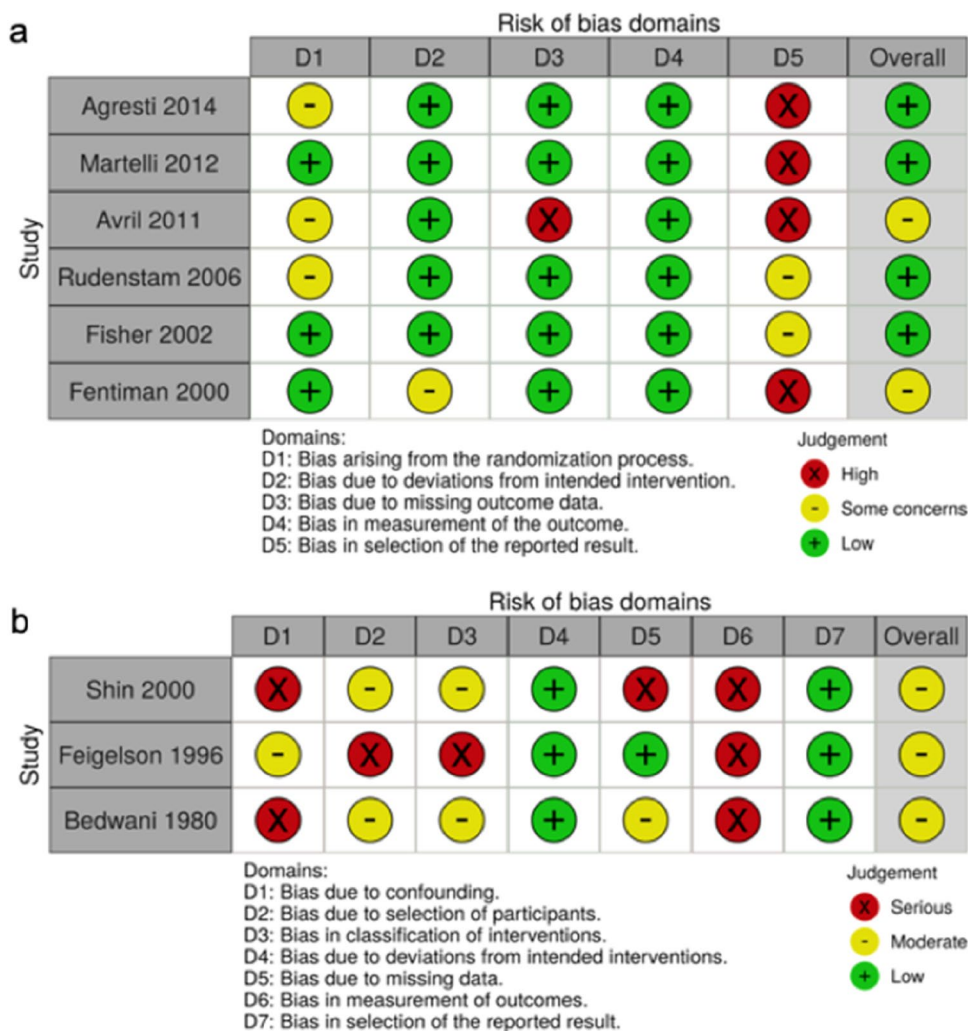 a
Risk of bias domains
D1 D2 D3 D4 D5 Overall
Study
Agresti 2014 - + + + X +
Martelli 2012 + + + + X +
Avril 2011 - + X + X -
Rudenstam 2006 - + + + - +
Fisher 2002 + + + + - +
Fentiman 2000 + - + + X -
Domains:
D1: Bias arising from the randomization process.
D2: Bias due to deviations from intended intervention.
D3: Bias due to missing outcome data.
D4: Bias in measurement of the outcome.
D5: Bias in selection of the reported result.
Judgement
X High
- Some concerns
+ Low
b
Risk of bias domains
D1 D2 D3 D4 D5 D6 D7 Overall
Study
Shin 2000 X - - + X X + -
Feigelson 1996 - X X + + X + -
Bedwani 1980 X - - + - X + -
Domains:
D1: Bias due to confounding.
D2: Bias due to selection of participants.
D3: Bias in classification of interventions.
D4: Bias due to deviations from intended interventions.
D5: Bias due to missing data.
D6: Bias in measurement of outcomes.
D7: Bias in selection of the reported result.
Judgement
X Serious
- Moderate
+ Low